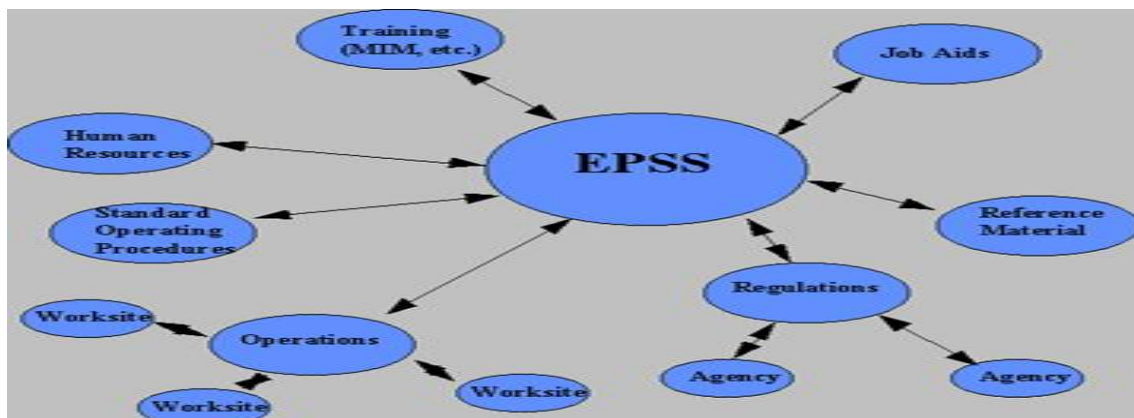 Training
(MIM, etc.)
Job Aids
Human
Resources
EPSS
Standard
Operating
Procedures
Reference
Material
Regulations
Worksite
Operations
Agency
Agency
Worksite
Worksite